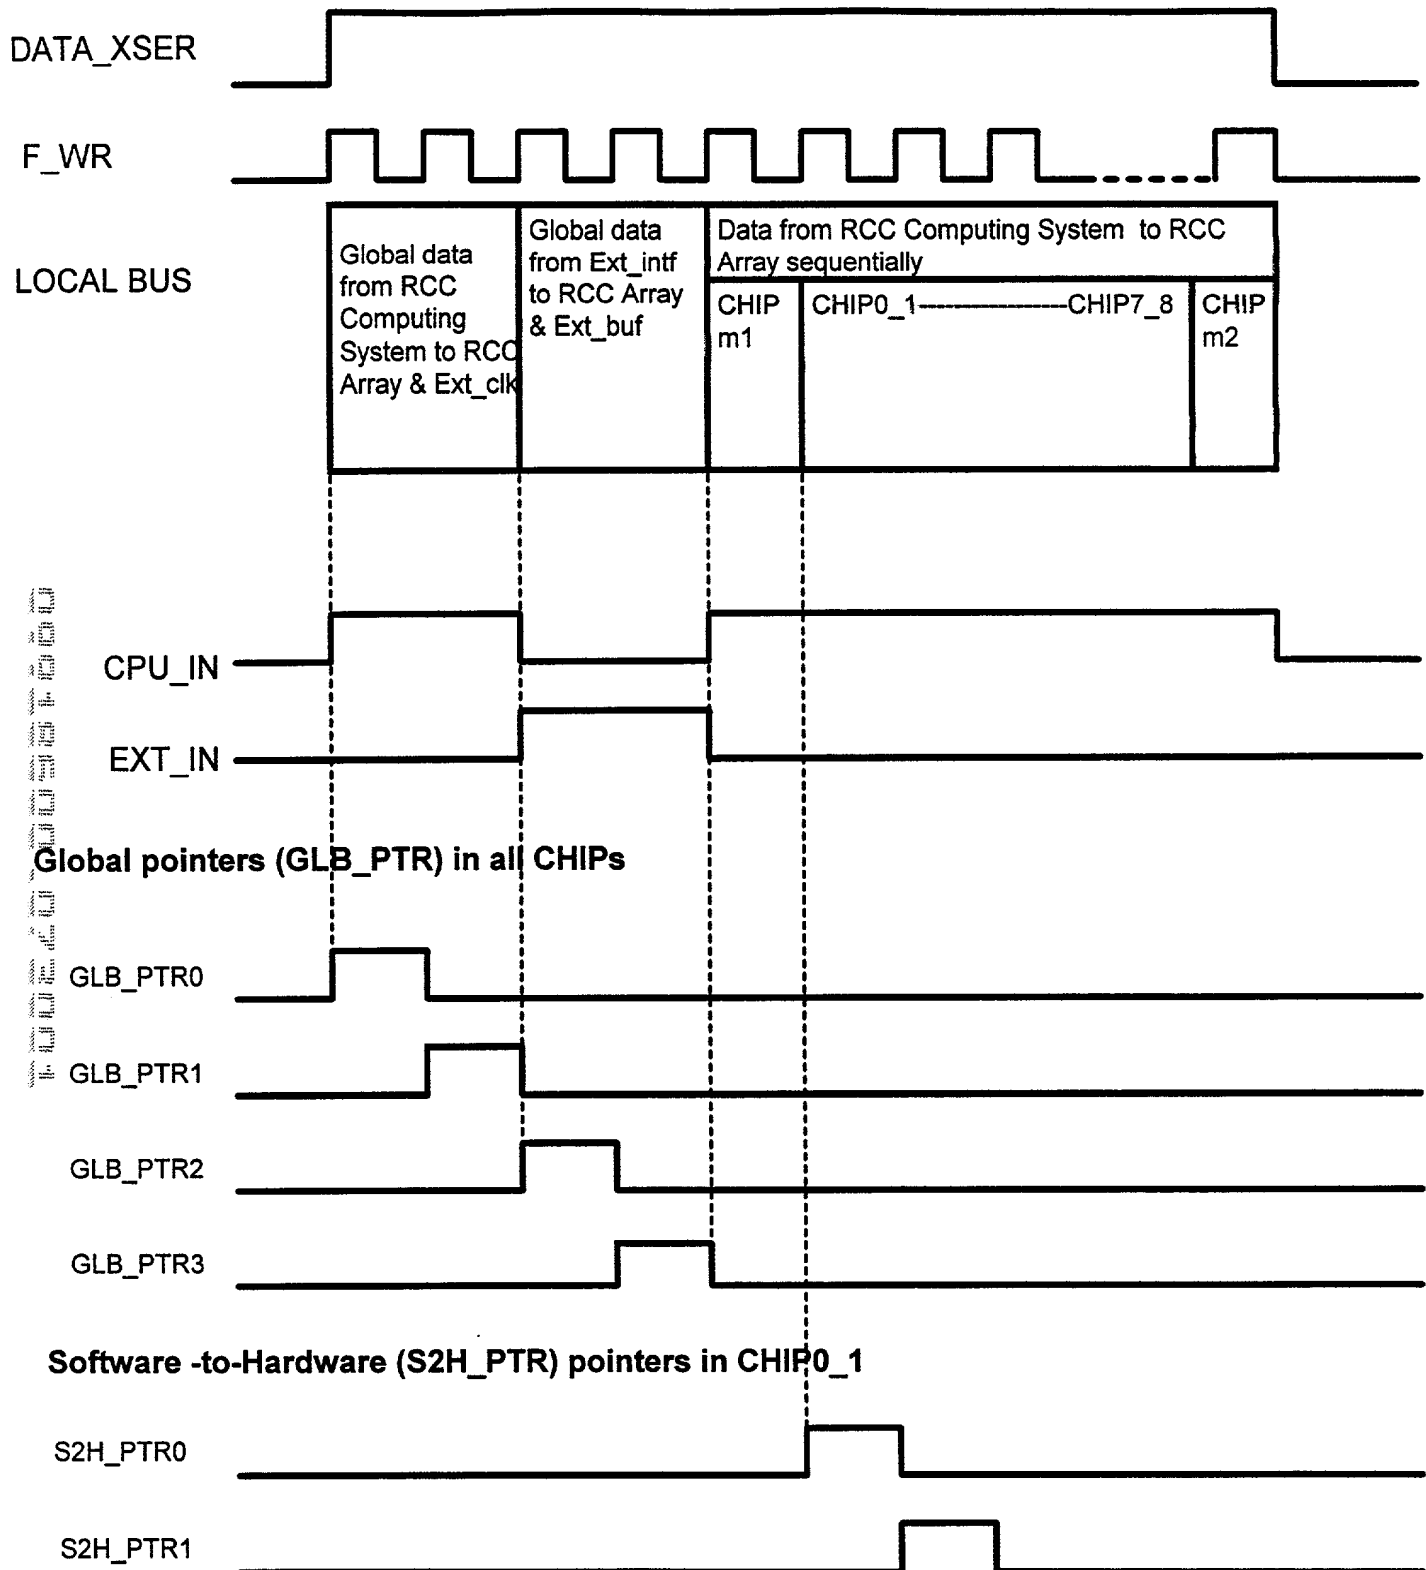 DATA_XSER
F_WR
LOCAL BUS
Global data
from RCC
Computing
System to RCC
Array & Ext_clk
Global data
from Ext_intf
to RCC Array
& Ext_buf
Data from RCC Computing System to RCC
Array sequentially
CHIP
m1
CHIP0_1------------------CHIP7_8
CHIP
m2
CPU_IN
EXT_IN
Global pointers (GLB_PTR) in all CHIPs
GLB_PTR0
GLB_PTR1
GLB_PTR2
GLB_PTR3
Software -to-Hardware (S2H_PTR) pointers in CHIP0_1
S2H_PTR0
S2H_PTR1